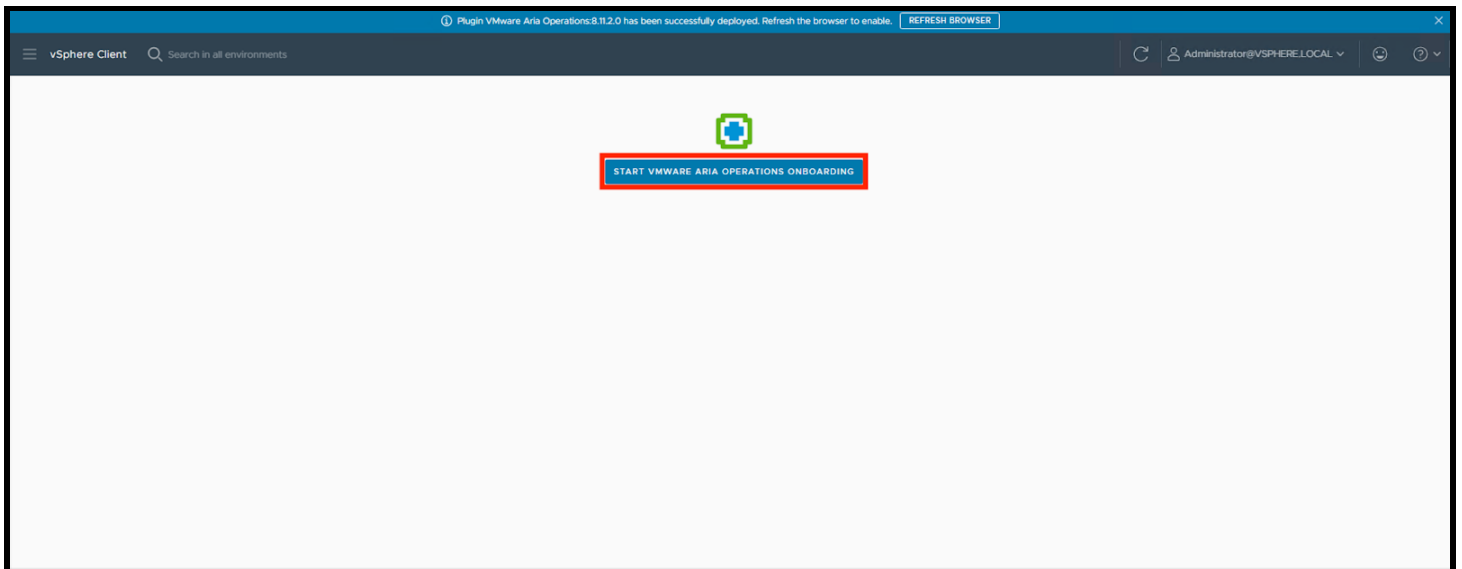 Plugin VMware Aria Operations:8.11.2.0 has been successfully deployed. Refresh the browser to enable. REFRESH BROWSER
vSphere Client Search in all environments Administrator@VSPHERE.LOCAL
START VMWARE ARIA OPERATIONS ONBOARDING